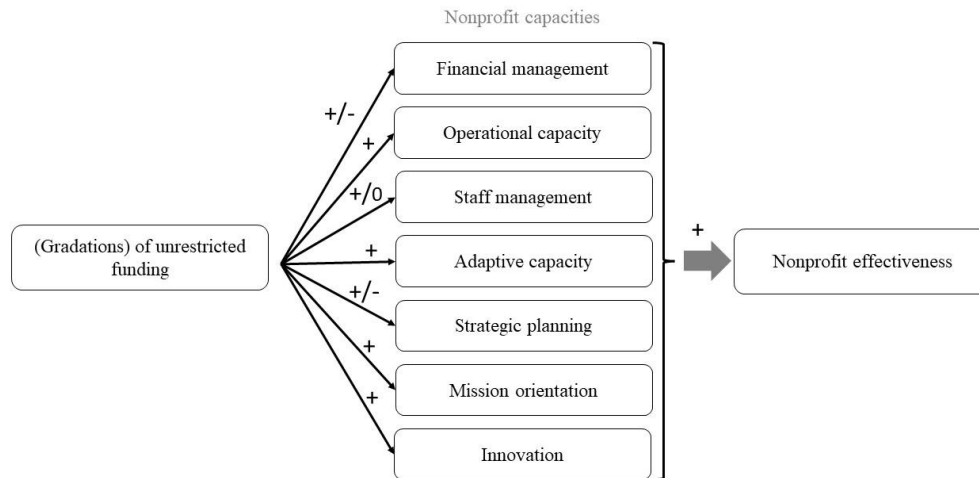 Nonprofit capacities
Financial management
+/-
Operational capacity
+
Staff management
+/0
(Gradations) of unrestricted
funding
Adaptive capacity
+
+
Nonprofit effectiveness
Strategic planning
+/-
Mission orientation
+
Innovation
+